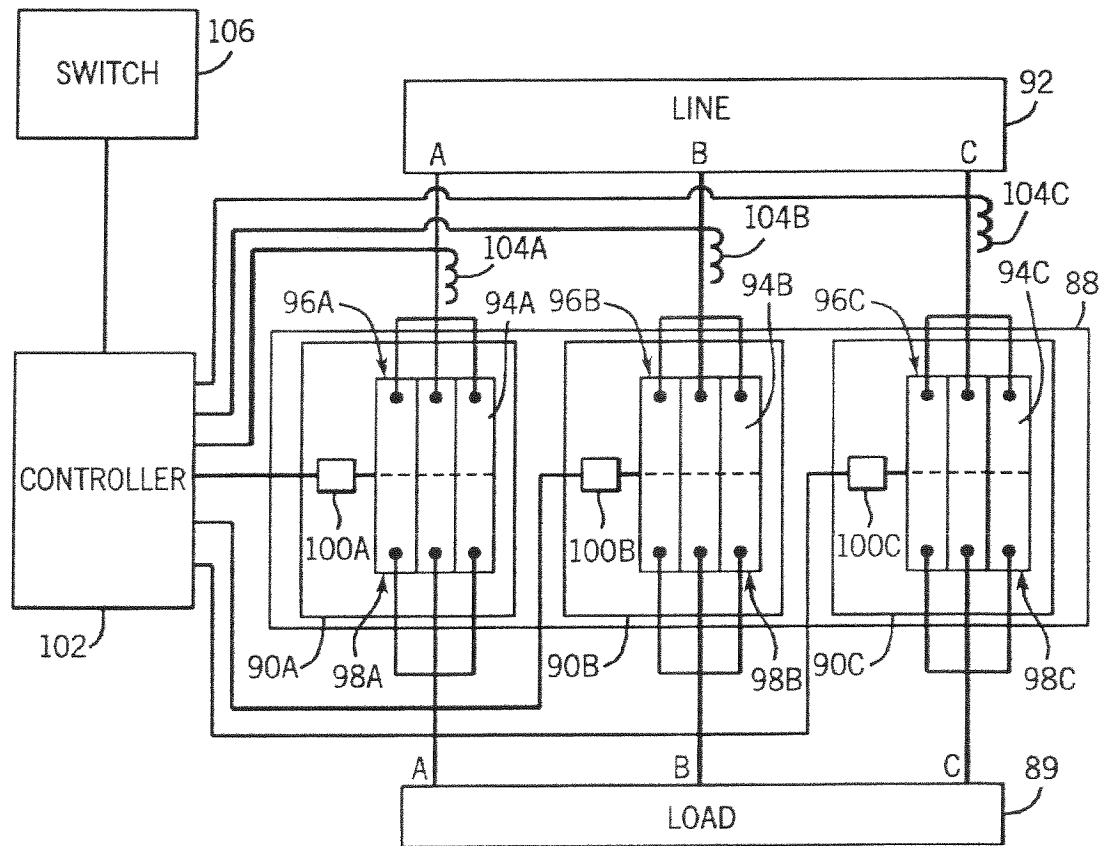 106
SWITCH
92
LINE
A B C
104C
104B
104A
94C
88
96A
94A
96B
94B
96C
CONTROLLER
100A
100B
100C
102
90A
98A
90B
98B
90C
98C
A B C
89
LOAD